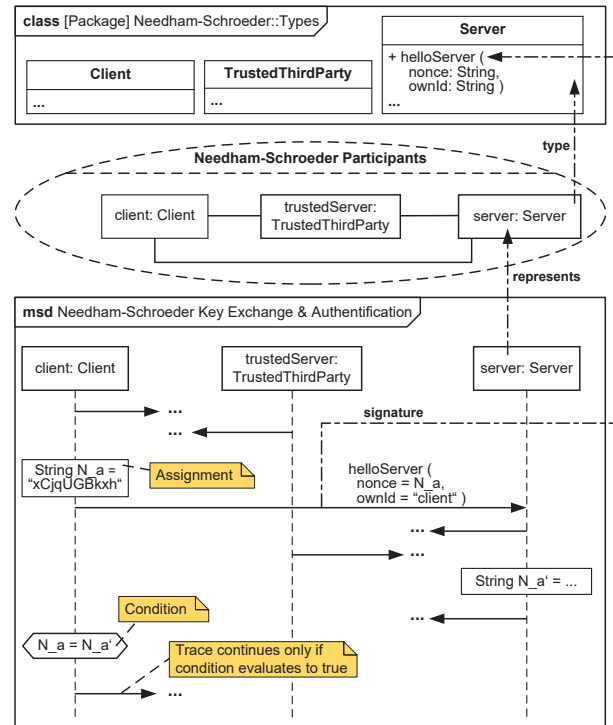 class [Package] Needham-Schroeder::Types
Server
+ helloServer (
nonce: String,
ownId: String )
...
Client
...
TrustedThirdParty
...
type
Needham-Schroeder Participants
client: Client
trustedServer:
TrustedThirdParty
server: Server
represents
msd Needham-Schroeder Key Exchange & Authentification
client: Client
trustedServer:
TrustedThirdParty
server: Server
...
...
signature
String N_a =
“xCjqUGBkxh“
Assignment
helloServer (
nonce = N_a,
ownId = “client“ )
...
...
String N_a‘ = ...
Condition
...
N_a = N_a‘
Trace continues only if
condition evaluates to true
...